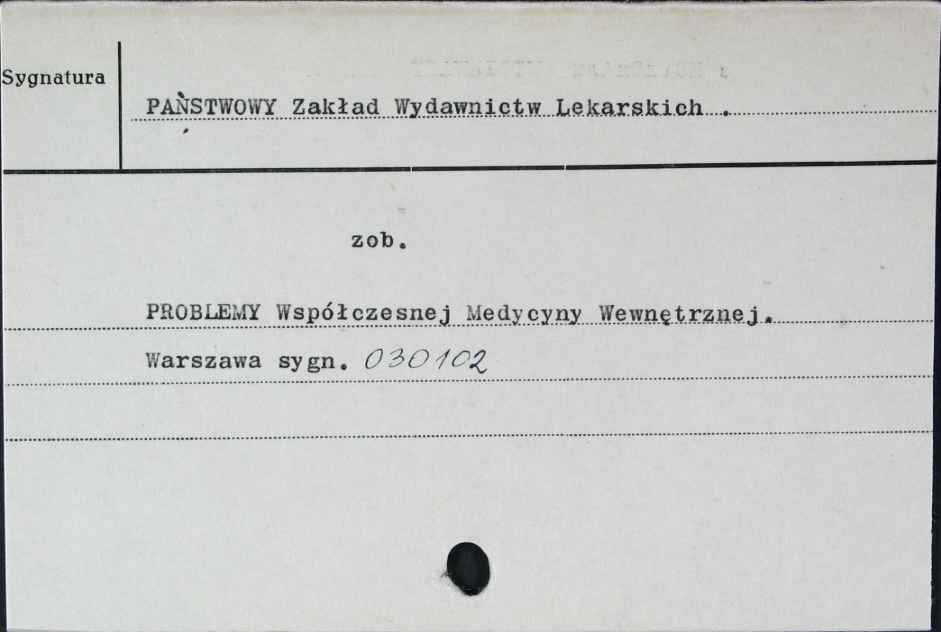 Sygnatura
PAŃSTWOWY Zakład Wydawnictw Lekarskich .
zob.
PROBLEMY Współczesnej Medycyny Wewnętrznej.
Warszawa sygn. 030102